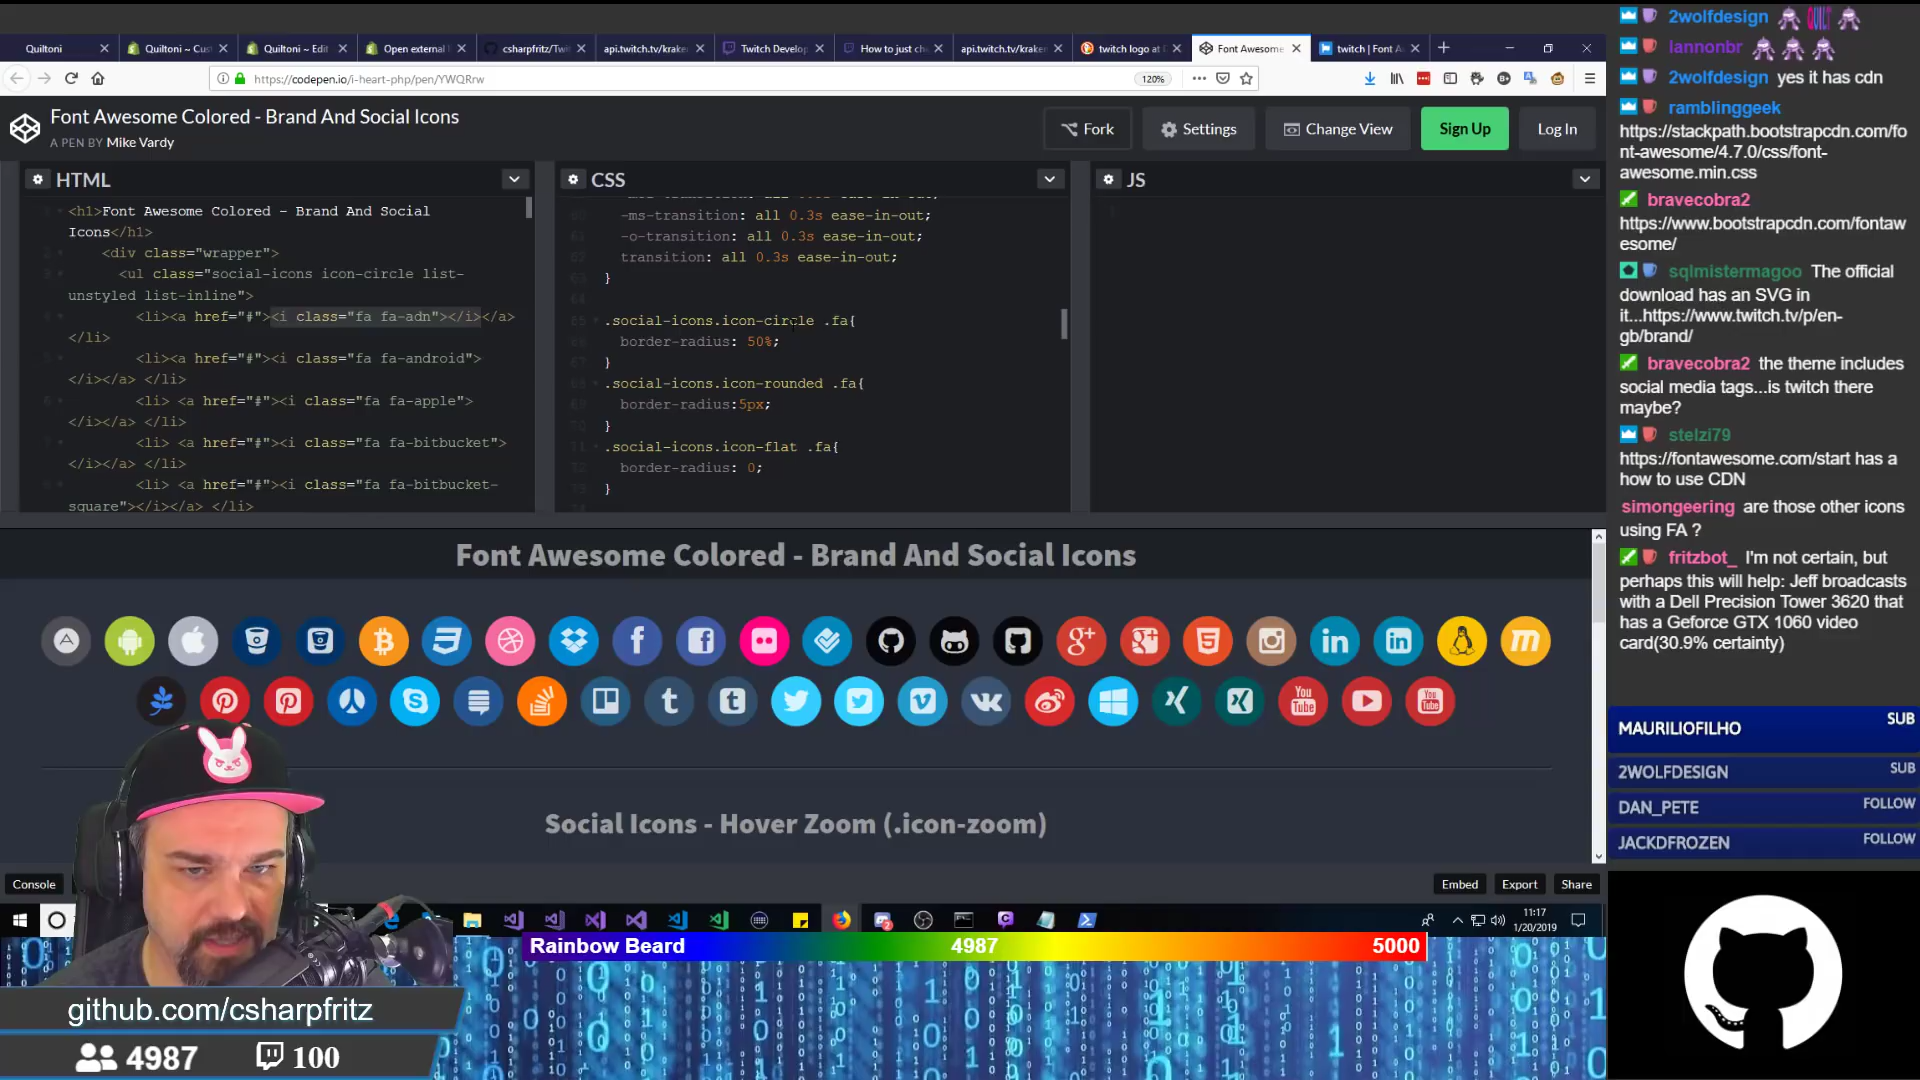 Quiltoni
Quiltoni ~ Cus
Quiltoni ~ Edit
Open external l
csharpfritz/Twi
api.twitch.tv/krake
Twitch Develop
How to just che
api.twitch.tv/krake
twitch logo at D
Font Awesome
twitch | Font A
https://codepen.io/i-heart-php/pen/YWQRrw
120%
Font Awesome Colored - Brand And Social Icons
A PEN BY Mike Vardy
Fork
Settings
Change View
Sign Up
Log In
HTML
<h1>Font Awesome Colored - Brand And Social
Icons</h1>
<div class="wrapper">
<ul class="social-icons icon-circle list-
unstyled list-inline">
<li><a href="#"><i class="fa fa-adn"></i></a>
</li>
<li><a href="#"><i class="fa fa-android">
</i></a> </li>
<li> <a href="#"><i class="fa fa-apple">
</i></a> </li>
<li> <a href="#"><i class="fa fa-bitbucket">
</i></a> </li>
<li> <a href="#"><i class="fa fa-bitbucket-
square"></i></a> </li>
CSS
-ms-transition: all 0.3s ease-in-out;
-o-transition: all 0.3s ease-in-out;
transition: all 0.3s ease-in-out;
}
.social-icons.icon-circle .fa{
border-radius: 50%;
}
.social-icons.icon-rounded .fa{
border-radius:5px;
}
.social-icons.icon-flat .fa{
border-radius: 0;
}
JS
Font Awesome Colored - Brand And Social Icons
Social Icons - Hover Zoom (.icon-zoom)
Console
Embed
Export
Share
11:17
1/20/2019
Rainbow Beard
4987
5000
github.com/csharpfritz
4987
100
2wolfdesign QUILT
lannonbr
2wolfdesign yes it has cdn
ramblinggeek
https://stackpath.bootstrapcdn.com/fo
nt-awesome/4.7.0/css/font-
awesome.min.css
bravecobra2
https://www.bootstrapcdn.com/fontaw
esome/
sqlmistermagoo The official
download has an SVG in
it...https://www.twitch.tv/p/en-
gb/brand/
bravecobra2 the theme includes
social media tags...is twitch there
maybe?
stelzi79
https://fontawesome.com/start has a
how to use CDN
simongeering are those other icons
using FA ?
fritzbot_ I'm not certain, but
perhaps this will help: Jeff broadcasts
with a Dell Precision Tower 3620 that
has a Geforce GTX 1060 video
card(30.9% certainty)
MAURILIOFILHO SUB
2WOLFDESIGN SUB
DAN_PETE FOLLOW
JACKDFROZEN FOLLOW